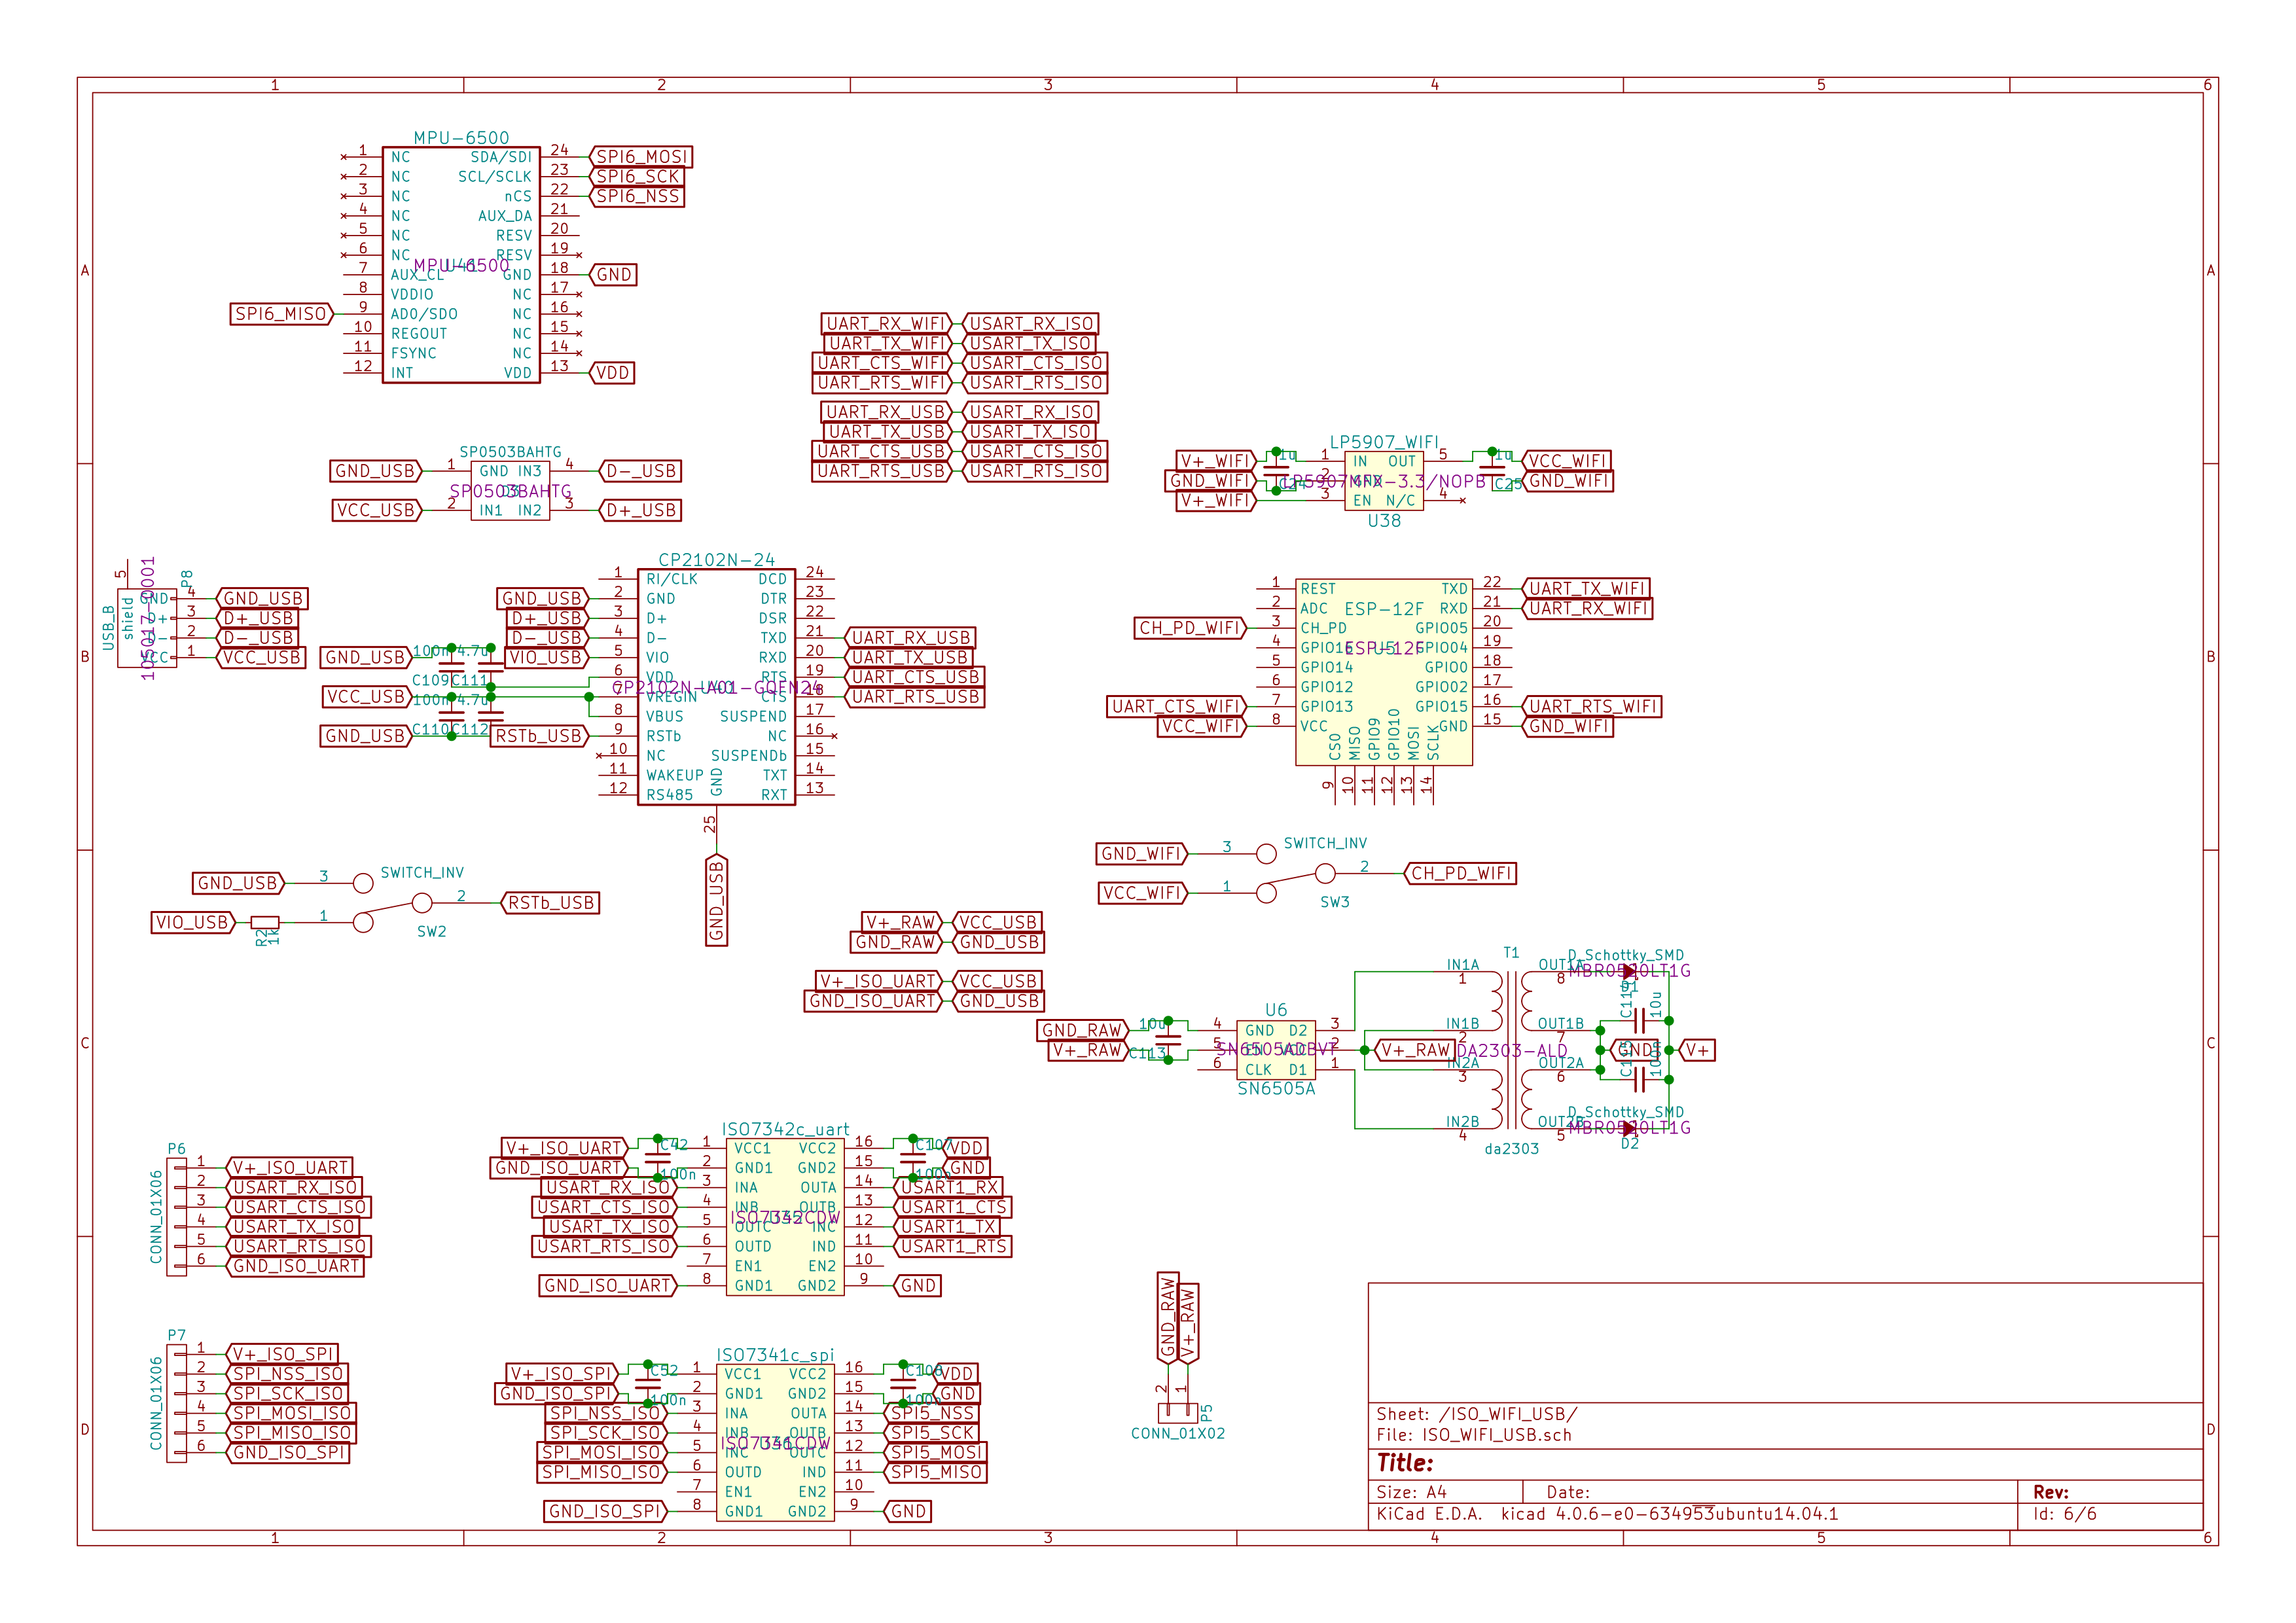 1 2 3 4 5 6
A
B
C
D
A
B
C
D
1 2 3 4 5 6
MPU-6500
1 NC SDA/SDI 24 SPI6_MOSI
2 NC SCL/SCLK 23 SPI6_SCK
3 NC nCS 22 SPI6_NSS
4 NC AUX_DA 21
5 NC RESV 20
6 NC RESV 19
MPU-6500 U41
7 AUX_CL GND 18 GND
8 VDDIO NC 17
SPI6_MISO 9 AD0/SDO NC 16
10 REGOUT NC 15
11 FSYNC NC 14
12 INT VDD 13 VDD
UART_RX_WIFI USART_RX_ISO
UART_TX_WIFI USART_TX_ISO
UART_CTS_WIFI USART_CTS_ISO
UART_RTS_WIFI USART_RTS_ISO
UART_RX_USB USART_RX_ISO
UART_TX_USB USART_TX_ISO
UART_CTS_USB USART_CTS_ISO
UART_RTS_USB USART_RTS_ISO
SP0503BAHTG
GND_USB 1 GND IN3 4 D-_USB
SP0503BAHTG
VCC_USB 2 IN1 IN2 3 D+_USB
LP5907_WIFI
V+_WIFI 1u 1 IN OUT 5 1u VCC_WIFI
GND_WIFI C24 2 GND LP5907MFX-3.3/NOPB C25 GND_WIFI
V+_WIFI 3 EN N/C 4
U38
5 105017-0001 P8
USB_B shield
GND 4 GND_USB
D+ 3 D+_USB
D- 2 D-_USB
VCC 1 VCC_USB
CP2102N-24
1 RI/CLK DCD 24
GND_USB 2 GND DTR 23
D+_USB 3 D+ DSR 22
D-_USB 4 D- TXD 21 UART_RX_USB
GND_USB 100n 4.7u VIO_USB 5 VIO RXD 20 UART_TX_USB
C109 C111 6 VDD RTS 19 UART_CTS_USB
CP2102N-A01-GQFN24
VCC_USB 100n 4.7u 7 VREGIN CTS 18 UART_RTS_USB
8 VBUS SUSPEND 17
GND_USB C110 C112 RSTb_USB 9 RSTb NC 16
10 NC SUSPENDb 15
11 WAKEUP TXT 14
12 RS485 GND RXT 13
25
GND_USB
1 REST TXD 22 UART_TX_WIFI
2 ADC ESP-12F RXD 21 UART_RX_WIFI
CH_PD_WIFI 3 CH_PD GPIO05 20
4 GPIO16 ESP-12F U5 GPIO04 19
5 GPIO14 GPIO0 18
6 GPIO12 GPIO02 17
UART_CTS_WIFI 7 GPIO13 GPIO15 16 UART_RTS_WIFI
VCC_WIFI 8 VCC GND 15 GND_WIFI
CS0 MISO GPIO9 GPIO10 MOSI SCLK
9 10 11 12 13 14
GND_USB 3 SWITCH_INV
2 RSTb_USB
VIO_USB R2 1k 1 SW2
GND_WIFI 3 SWITCH_INV
2 CH_PD_WIFI
VCC_WIFI 1 SW3
V+_RAW VCC_USB
GND_RAW GND_USB
V+_ISO_UART VCC_USB
GND_ISO_UART GND_USB
U6
GND_RAW 10u 4 GND D2 3
V+_RAW C113 5 EN VCC 2 V+_RAW
SN6505ADBVT
6 CLK D1 1
SN6505A
T1
IN1A 1 OUT1A 8
IN1B 2 OUT1B 7
DA2303-ALD
IN2A 3 OUT2A 6
IN2B 4 OUT2B 5
da2303
D_Schottky_SMD
MBR0520LT1G
D1
10u
GND 100n V+
D_Schottky_SMD
MBR0520LT1G
D2
P6
CONN_01X06
1 V+_ISO_UART
2 USART_RX_ISO
3 USART_CTS_ISO
4 USART_TX_ISO
5 USART_RTS_ISO
6 GND_ISO_UART
ISO7342c_uart
V+_ISO_UART C42 1 VCC1 VCC2 16 C107 VDD
GND_ISO_UART 100n 2 GND1 GND2 15 100n GND
USART_RX_ISO 3 INA OUTA 14 USART1_RX
USART_CTS_ISO 4 INB OUTB 13 USART1_CTS
ISO7342CDW
USART_TX_ISO 5 OUTC INC 12 USART1_TX
USART_RTS_ISO 6 OUTD IND 11 USART1_RTS
7 EN1 EN2 10
GND_ISO_UART 8 GND1 GND2 9 GND
P7
CONN_01X06
1 V+_ISO_SPI
2 SPI_NSS_ISO
3 SPI_SCK_ISO
4 SPI_MOSI_ISO
5 SPI_MISO_ISO
6 GND_ISO_SPI
ISO7341c_spi
V+_ISO_SPI C52 1 VCC1 VCC2 16 C108 VDD
GND_ISO_SPI 100n 2 GND1 GND2 15 100n GND
SPI_NSS_ISO 3 INA OUTA 14 SPI5_NSS
SPI_SCK_ISO 4 INB OUTB 13 SPI5_SCK
ISO7341CDW
SPI_MOSI_ISO 5 INC OUTC 12 SPI5_MOSI
SPI_MISO_ISO 6 OUTD IND 11 SPI5_MISO
7 EN1 EN2 10
GND_ISO_SPI 8 GND1 GND2 9 GND
GND_RAW V+_RAW
2 1
P5
CONN_01X02
Sheet: /ISO_WIFI_USB/
File: ISO_WIFI_USB.sch
Title:
Size: A4 Date: Rev:
KiCad E.D.A. kicad 4.0.6-e0-634953ubuntu14.04.1 Id: 6/6